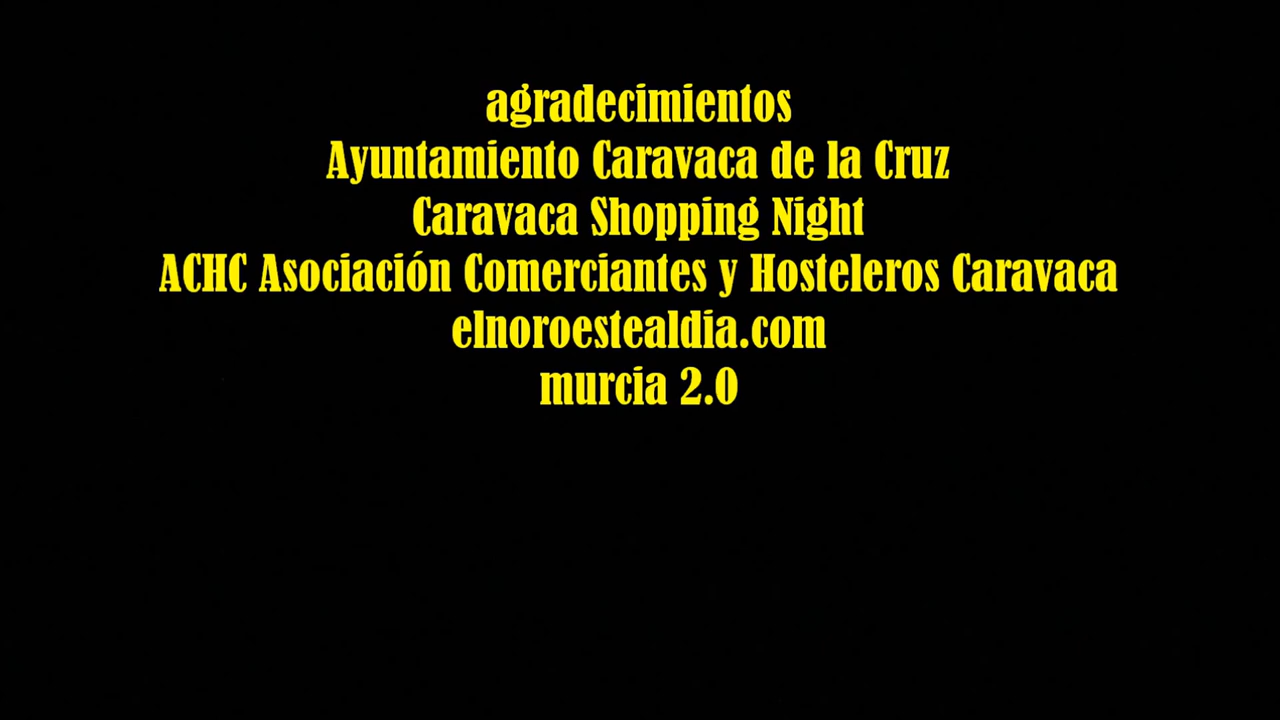 agradecimientos
Ayuntamiento Caravaca de la Cruz
Caravaca Shopping Night
ACHC Asociación Comerciantes y Hosteleros Caravaca
elnoroestealdia.com
murcia 2.0